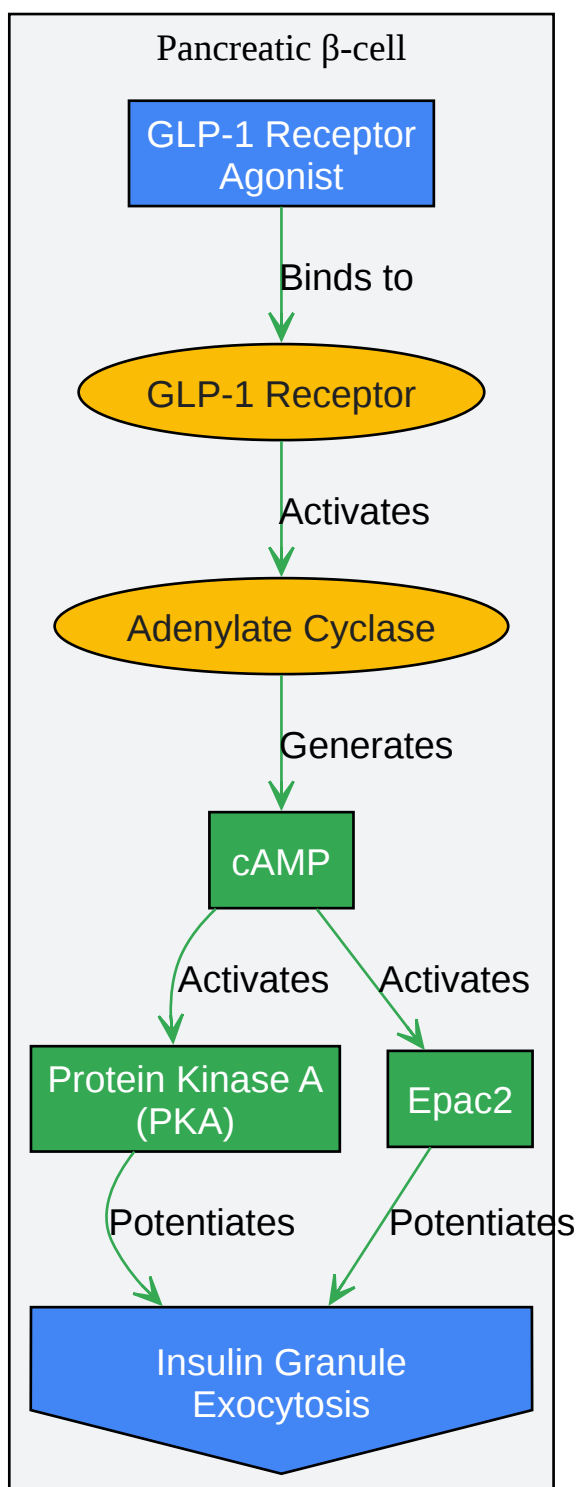 Pancreatic β-cell
GLP-1 Receptor
Agonist
Binds to
GLP-1 Receptor
Activates
Adenylate Cyclase
Generates
cAMP
Activates
Activates
Protein Kinase A
(PKA)
Epac2
Potentiates
Potentiates
Insulin Granule
Exocytosis